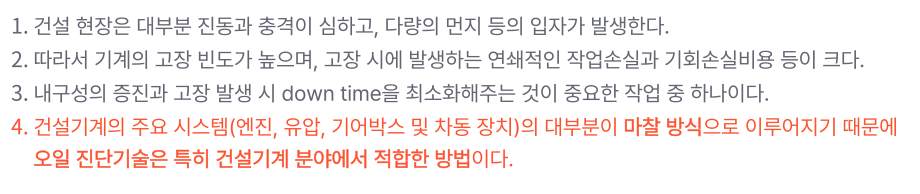 1. 건설 현장은 대부분 진동과 충격이 심하고, 다량의 먼지 등의 입자가 발생한다.
2. 따라서 기계의 고장 빈도가 높으며, 고장 시에 발생하는 연쇄적인 작업손실과 기회손실비용 등이 크다.
3. 내구성의 증진과 고장 발생 시 down time을 최소화해주는 것이 중요한 작업 중 하나이다.
4. 건설기계의 주요 시스템(엔진, 유압, 기어박스 및 차동 장치)의 대부분이 마찰 방식으로 이루어지기 때문에
오일 진단기술은 특히 건설기계 분야에서 적합한 방법이다.